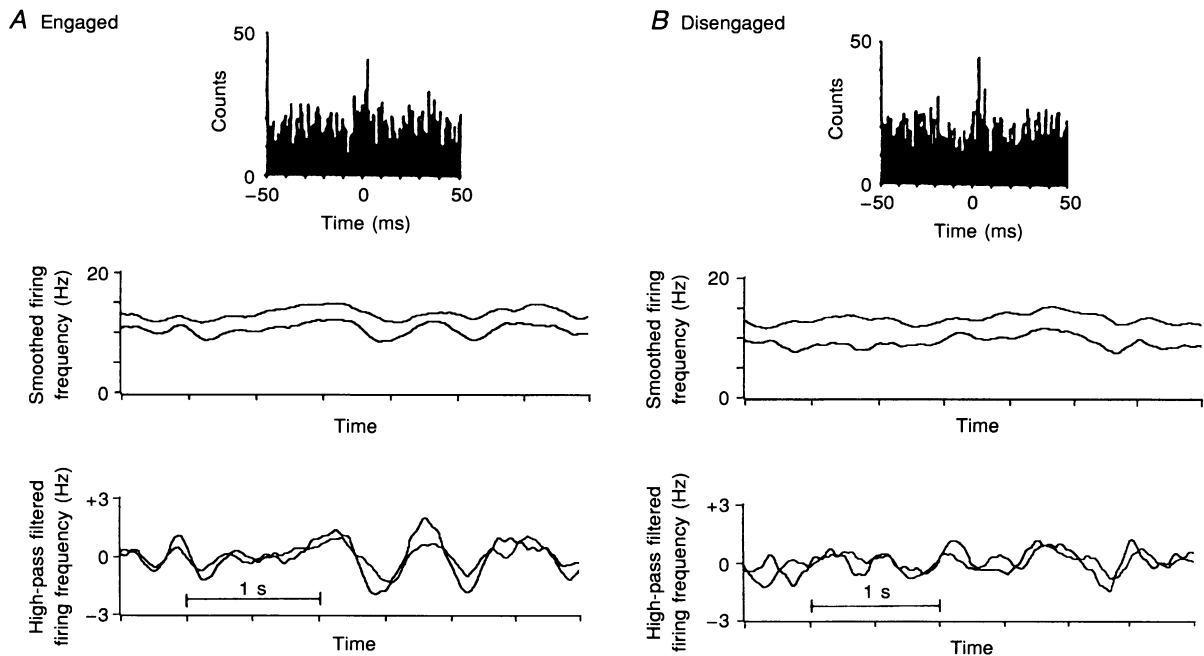 A Engaged
50
Counts
0
−50 0 50
Time (ms)
20
Smoothed firing
frequency (Hz)
0
Time
+3
High-pass filtered
firing frequency (Hz)
0
1 s
−3
Time
B Disengaged
50
Counts
0
−50 0 50
Time (ms)
20
Smoothed firing
frequency (Hz)
10
0
Time
+3
High-pass filtered
firing frequency (Hz)
0
1 s
−3
Time
10